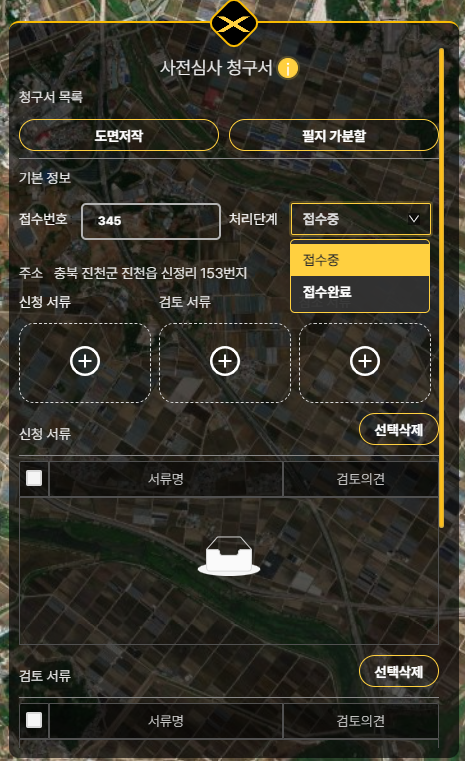 사전심사 청구서 i
청구서 목록
도면저작 필지 가분할
기본 정보
접수번호 345 처리단계 접수중
접수중
접수완료
주소 충북 진천군 진천읍 신정리 153번지
신청 서류 검토 서류
신청 서류 선택삭제
서류명 검토의견
검토 서류 선택삭제
서류명 검토의견